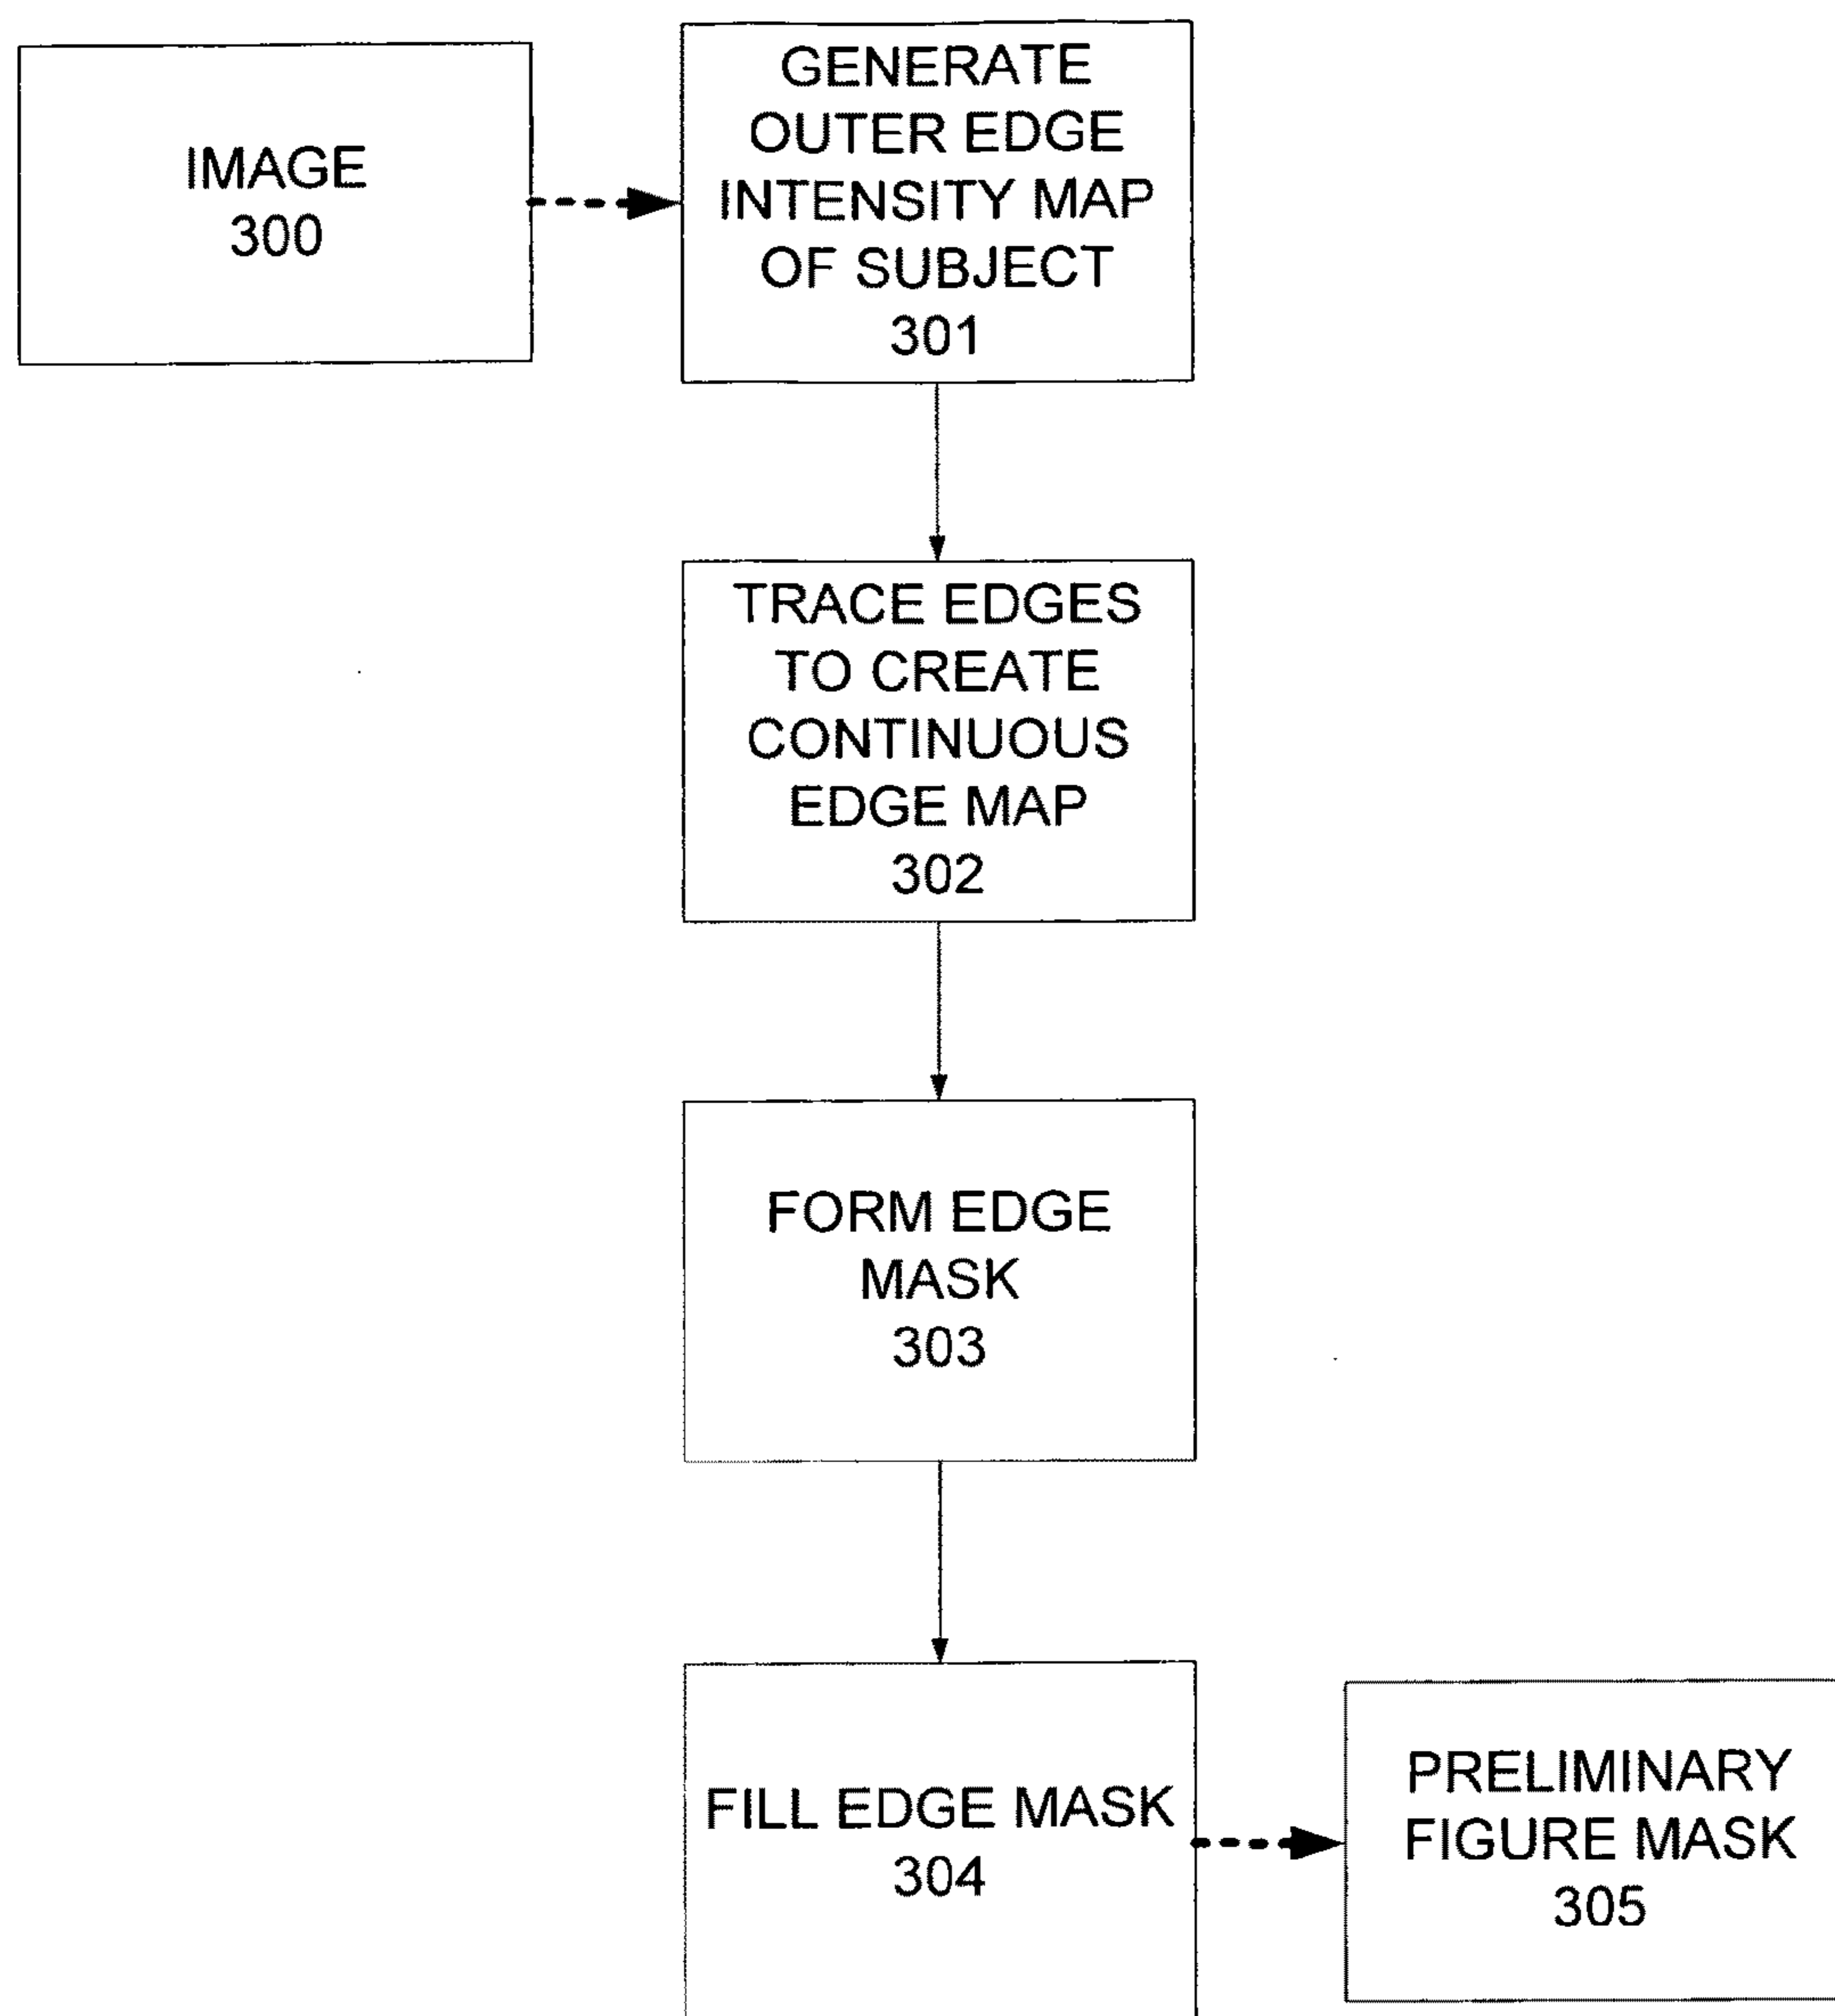 IMAGE
300
GENERATE
OUTER EDGE
INTENSITY MAP
OF SUBJECT
301
TRACE EDGES
TO CREATE
CONTINUOUS
EDGE MAP
302
FORM EDGE
MASK
303
FILL EDGE MASK
304
PRELIMINARY
FIGURE MASK
305